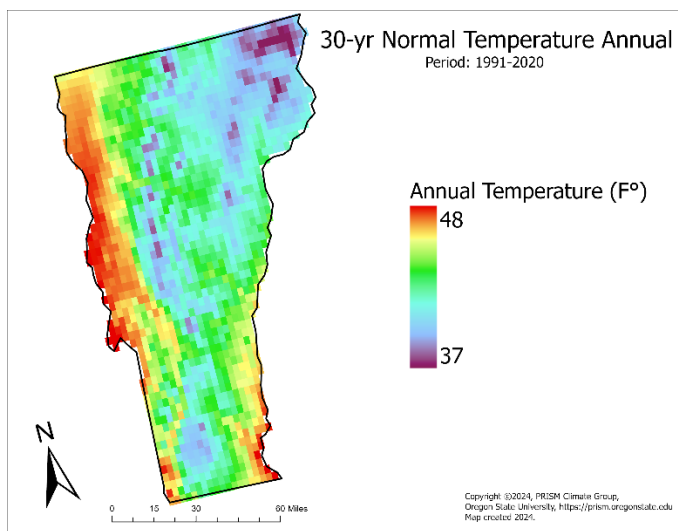 30-yr Normal Temperature Annual
Period: 1991-2020
Annual Temperature (F°)
48
37
N
0 15 30 60 Miles
Copyright ©2024, PRISM Climate Group,
Oregon State University, https://prism.oregonstate.edu
Map created 2024.